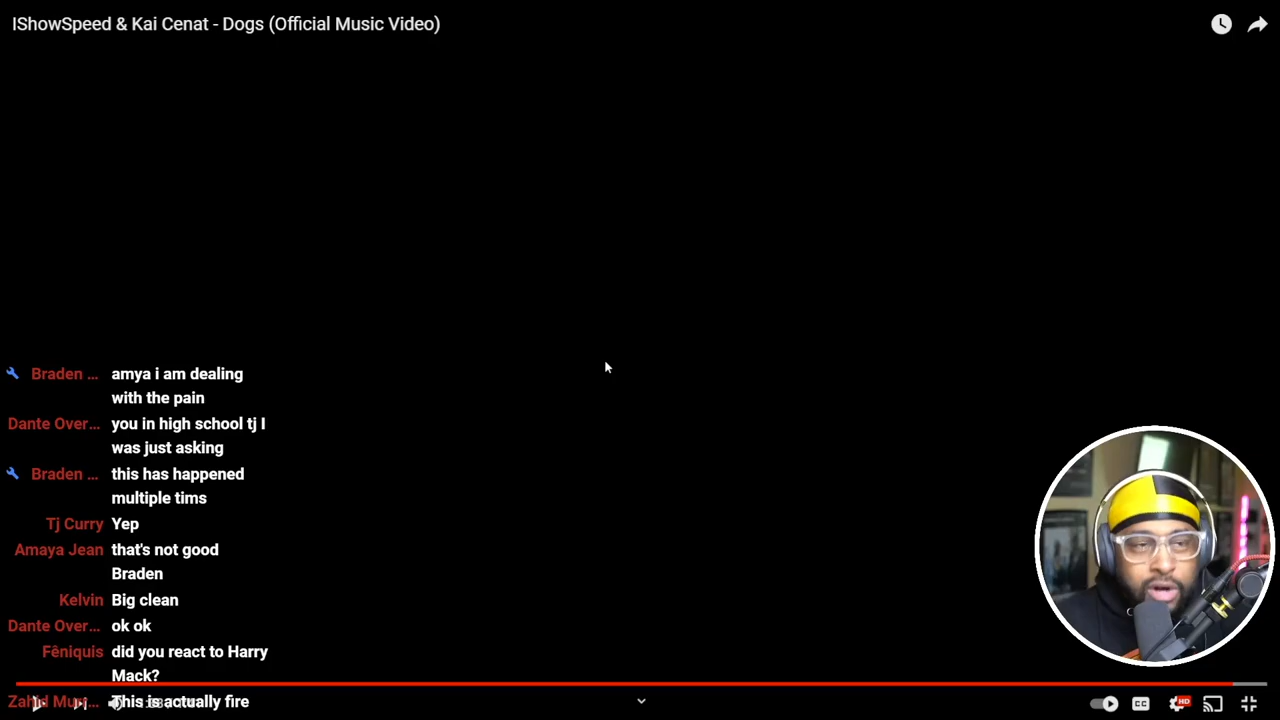 IShowSpeed & Kai Cenat - Dogs (Official Music Video)
Braden ... amya i am dealing
with the pain
Dante Over... you in high school tj I
was just asking
Braden ... this has happened
multiple tims
Tj Curry Yep
Amaya Jean that's not good
Braden
Kelvin Big clean
Dante Over... ok ok
Fêniquis did you react to Harry
Mack?
Zahid This is actually fire
CC
HD